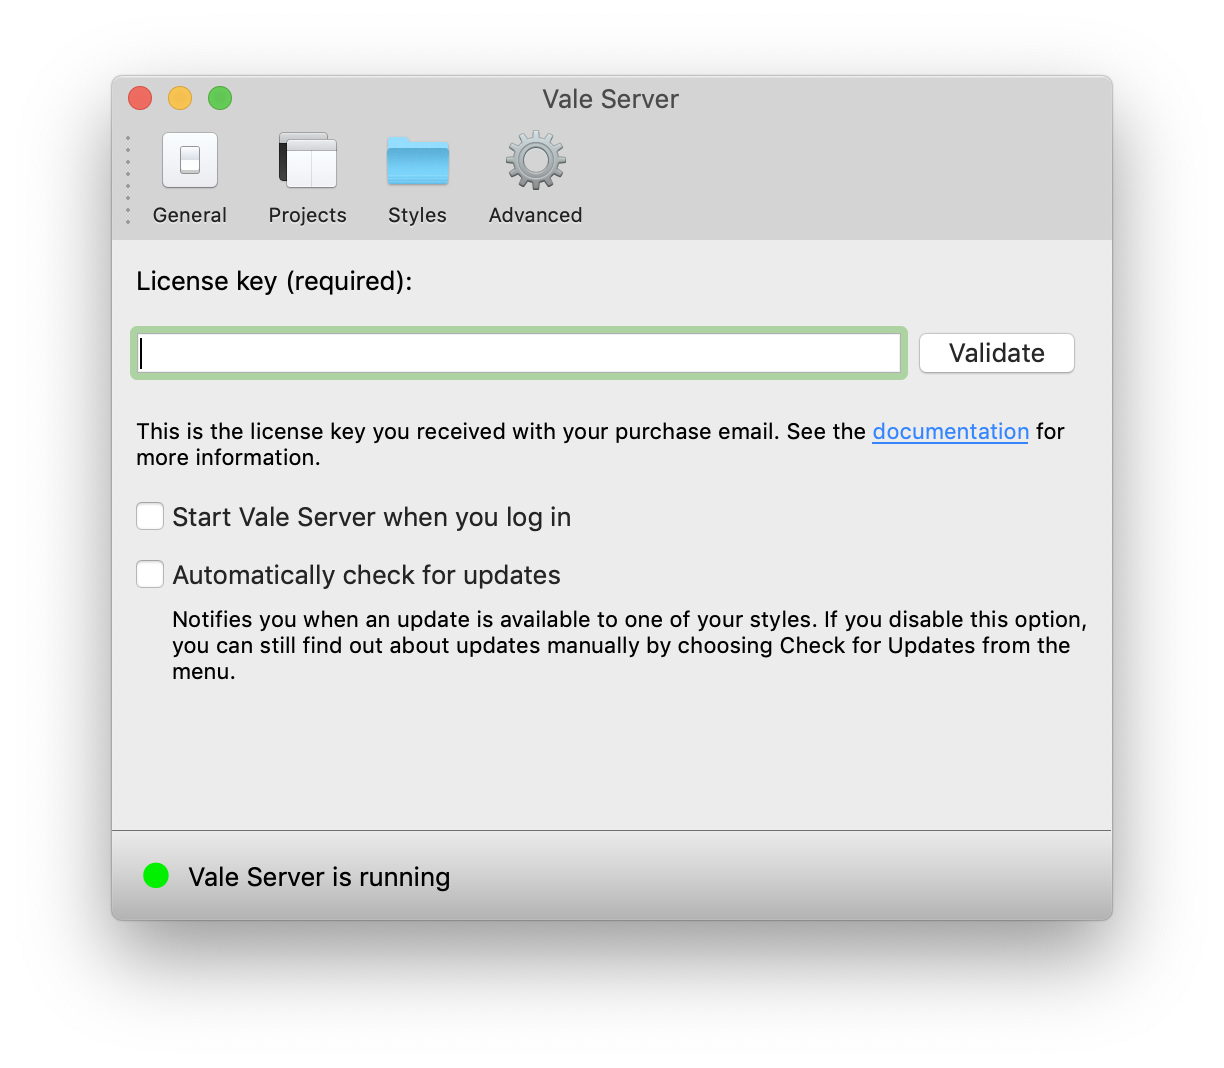 Vale Server
General Projects Styles Advanced
License key (required):
Validate
This is the license key you received with your purchase email. See the documentation for
more information.
Start Vale Server when you log in
Automatically check for updates
Notifies you when an update is available to one of your styles. If you disable this option,
you can still find out about updates manually by choosing Check for Updates from the
menu.
Vale Server is running